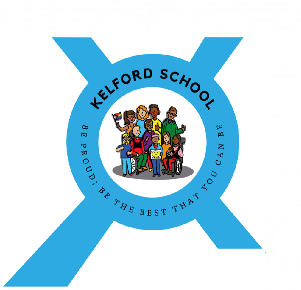 KELFORD SCHOOL
BE PROUD; BE THE BEST THAT YOU CAN BE